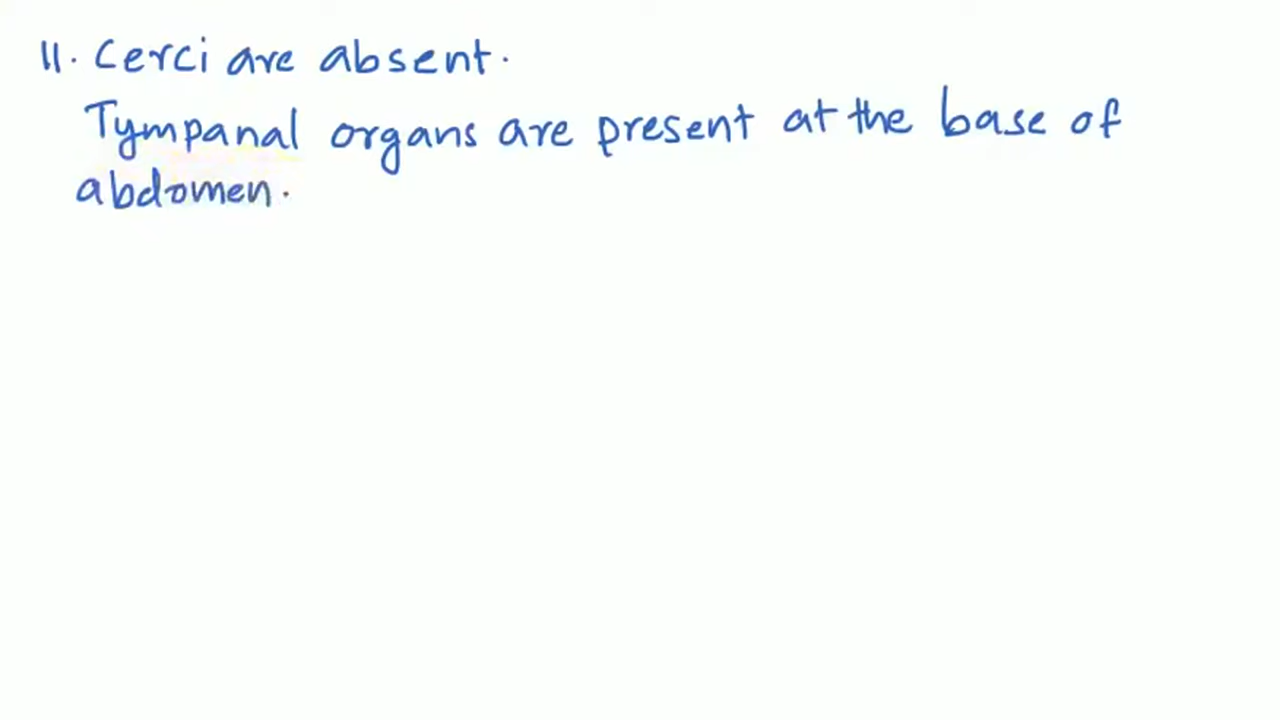 11. Cerci are absent.
Tympanal organs are present at the base of
abdomen.